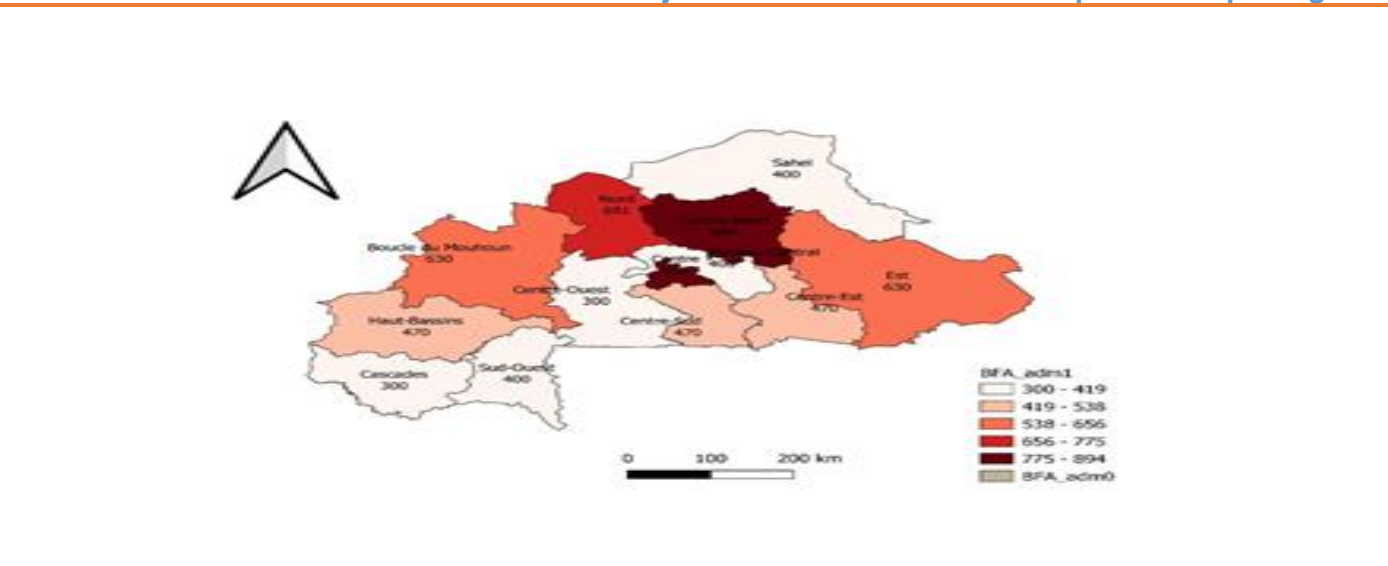 Sahel
400
Nord
Boucle du Mouhoun
530
Est
630
Centre-Ouest
300
Centre-Est
470
Haut-Bassins
470
Centre-Sud
470
Cascades
300
Sud-Ouest
400
BFA_adm1
300 - 419
419 - 538
538 - 656
656 - 775
775 - 894
BFA_adm0
0 100 200 km